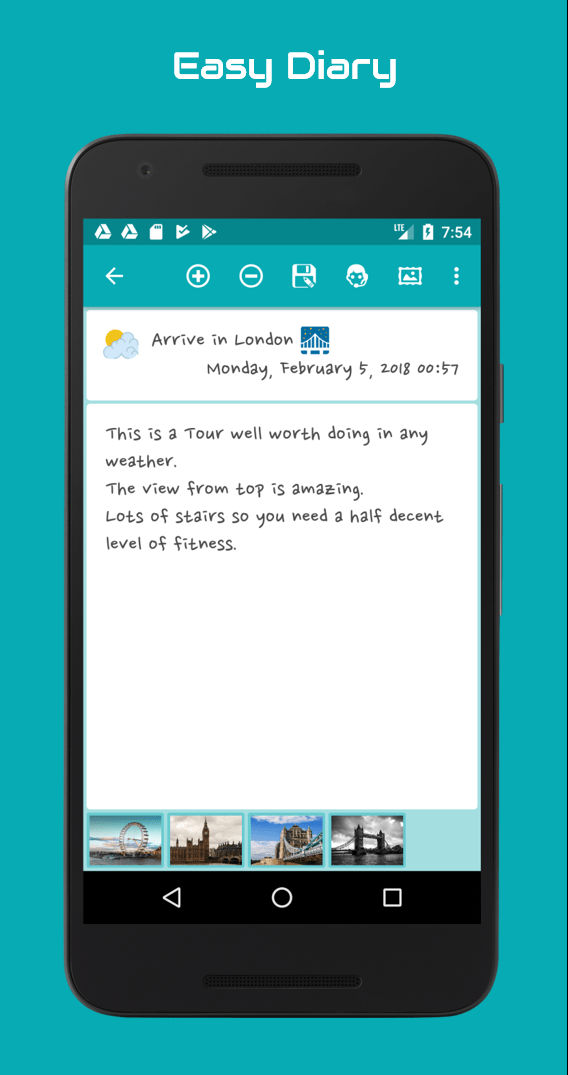 Easy Diary
LTE
7:54
Arrive in London
Monday, February 5, 2018 00:57
This is a Tour well worth doing in any
weather.
The view from top is amazing.
Lots of stairs so you need a half decent
level of fitness.